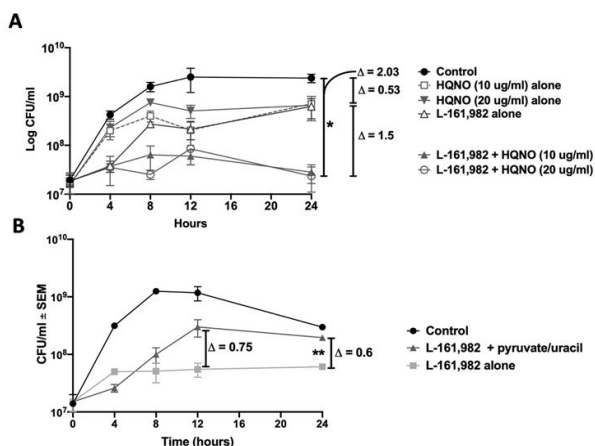 A
Log CFU/ml
10^10
10^9
10^8
10^7
0 4 8 12 16 20 24
Hours
*
Δ = 2.03
Δ = 0.53
Δ = 1.5
Control
HQNO (10 ug/ml) alone
HQNO (20 ug/ml) alone
L-161,982 alone
L-161,982 + HQNO (10 ug/ml)
L-161,982 + HQNO (20 ug/ml)
B
CFU/ml ± SEM
10^10
10^9
10^8
10^7
0 4 8 12 16 20 24
Time (hours)
Δ = 0.75
** Δ = 0.6
Control
L-161,982 + pyruvate/uracil
L-161,982 alone